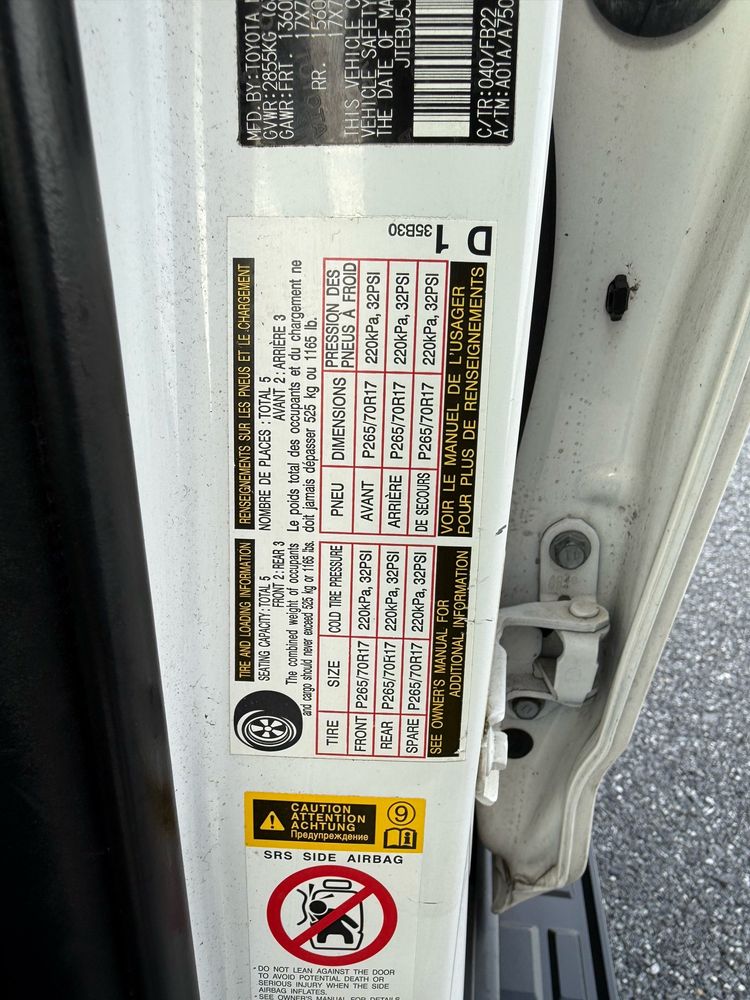 MFD. BY: TOYOTA
GVWR: 2855KG
GAWR: FRT. 1360
17X7
RR.
17X7
THIS VEHICLE
VEHICLE SAFETY
THE DATE OF
JTEBU5J
C/TR: 040/FB22
A/TM: A01A/A750
TIRE AND LOADING INFORMATION
SEATING CAPACITY : TOTAL 5
FRONT 2 : REAR 3
The combined weight of occupants
and cargo should never exceed 525 kg or 1165 lbs.
TIRE SIZE COLD TIRE PRESSURE
FRONT P265/70R17 220kPa, 32PSI
REAR P265/70R17 220kPa, 32PSI
SPARE P265/70R17 220kPa, 32PSI
SEE OWNER'S MANUAL FOR
ADDITIONAL INFORMATION
RENSEIGNEMENTS SUR LES PNEUS ET LE CHARGEMENT
NOMBRE DE PLACES : TOTAL 5
AVANT 2 : ARRIÈRE 3
Le poids total des occupants et du chargement ne
doit jamais dépasser 525 kg ou 1165 lb.
PNEU DIMENSIONS PRESSION DES
PNEUS À FROID
AVANT P265/70R17 220kPa, 32PSI
ARRIÈRE P265/70R17 220kPa, 32PSI
DE SECOURS P265/70R17 220kPa, 32PSI
VOIR LE MANUEL DE L'USAGER
POUR PLUS DE RENSEIGNEMENTS
D1
35B30
CAUTION
ATTENTION
ACHTUNG
Предупреждение
9
SRS SIDE AIRBAG
- DO NOT LEAN AGAINST THE DOOR
TO AVOID POTENTIAL DEATH OR
SERIOUS INJURY WHEN THE SIDE
AIRBAG INFLATES.
- SEE OWNER'S MANUAL FOR DETAILS